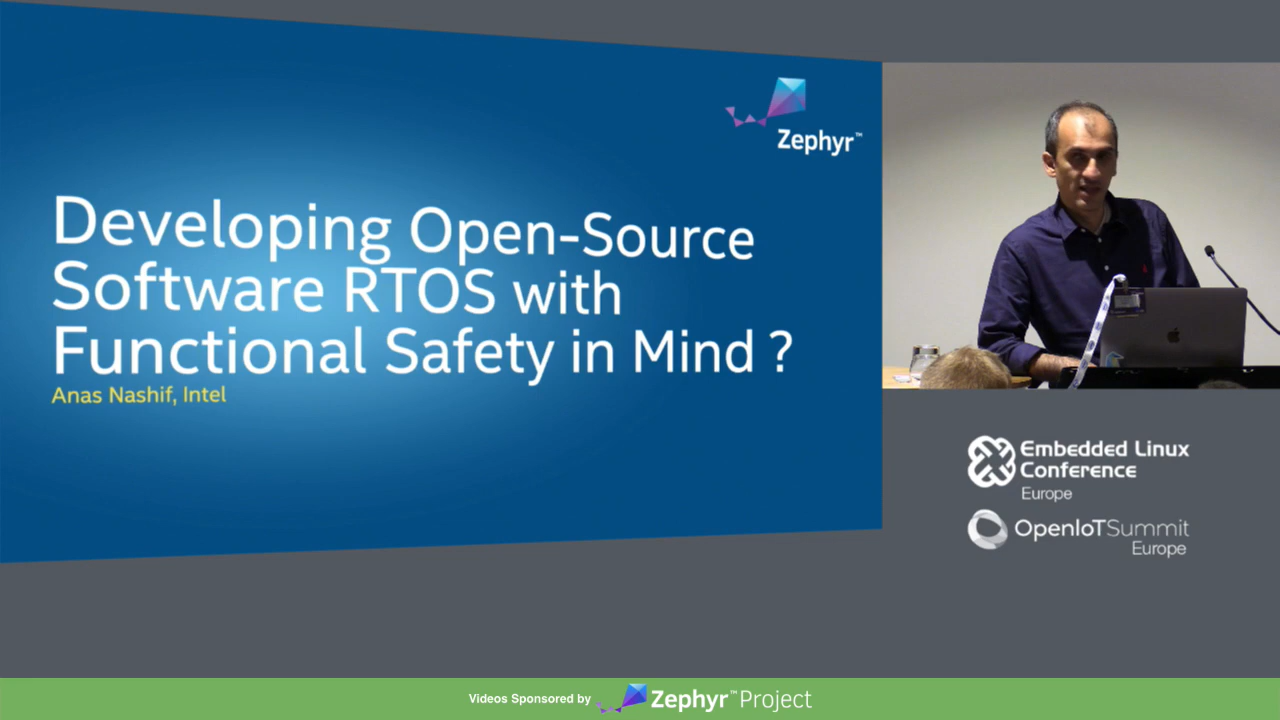 Zephyr™
Developing Open-Source
Software RTOS with
Functional Safety in Mind ?
Anas Nashif, Intel
Embedded Linux
Conference
Europe
OpenIoTSummit
Europe
Videos Sponsored by Zephyr™Project